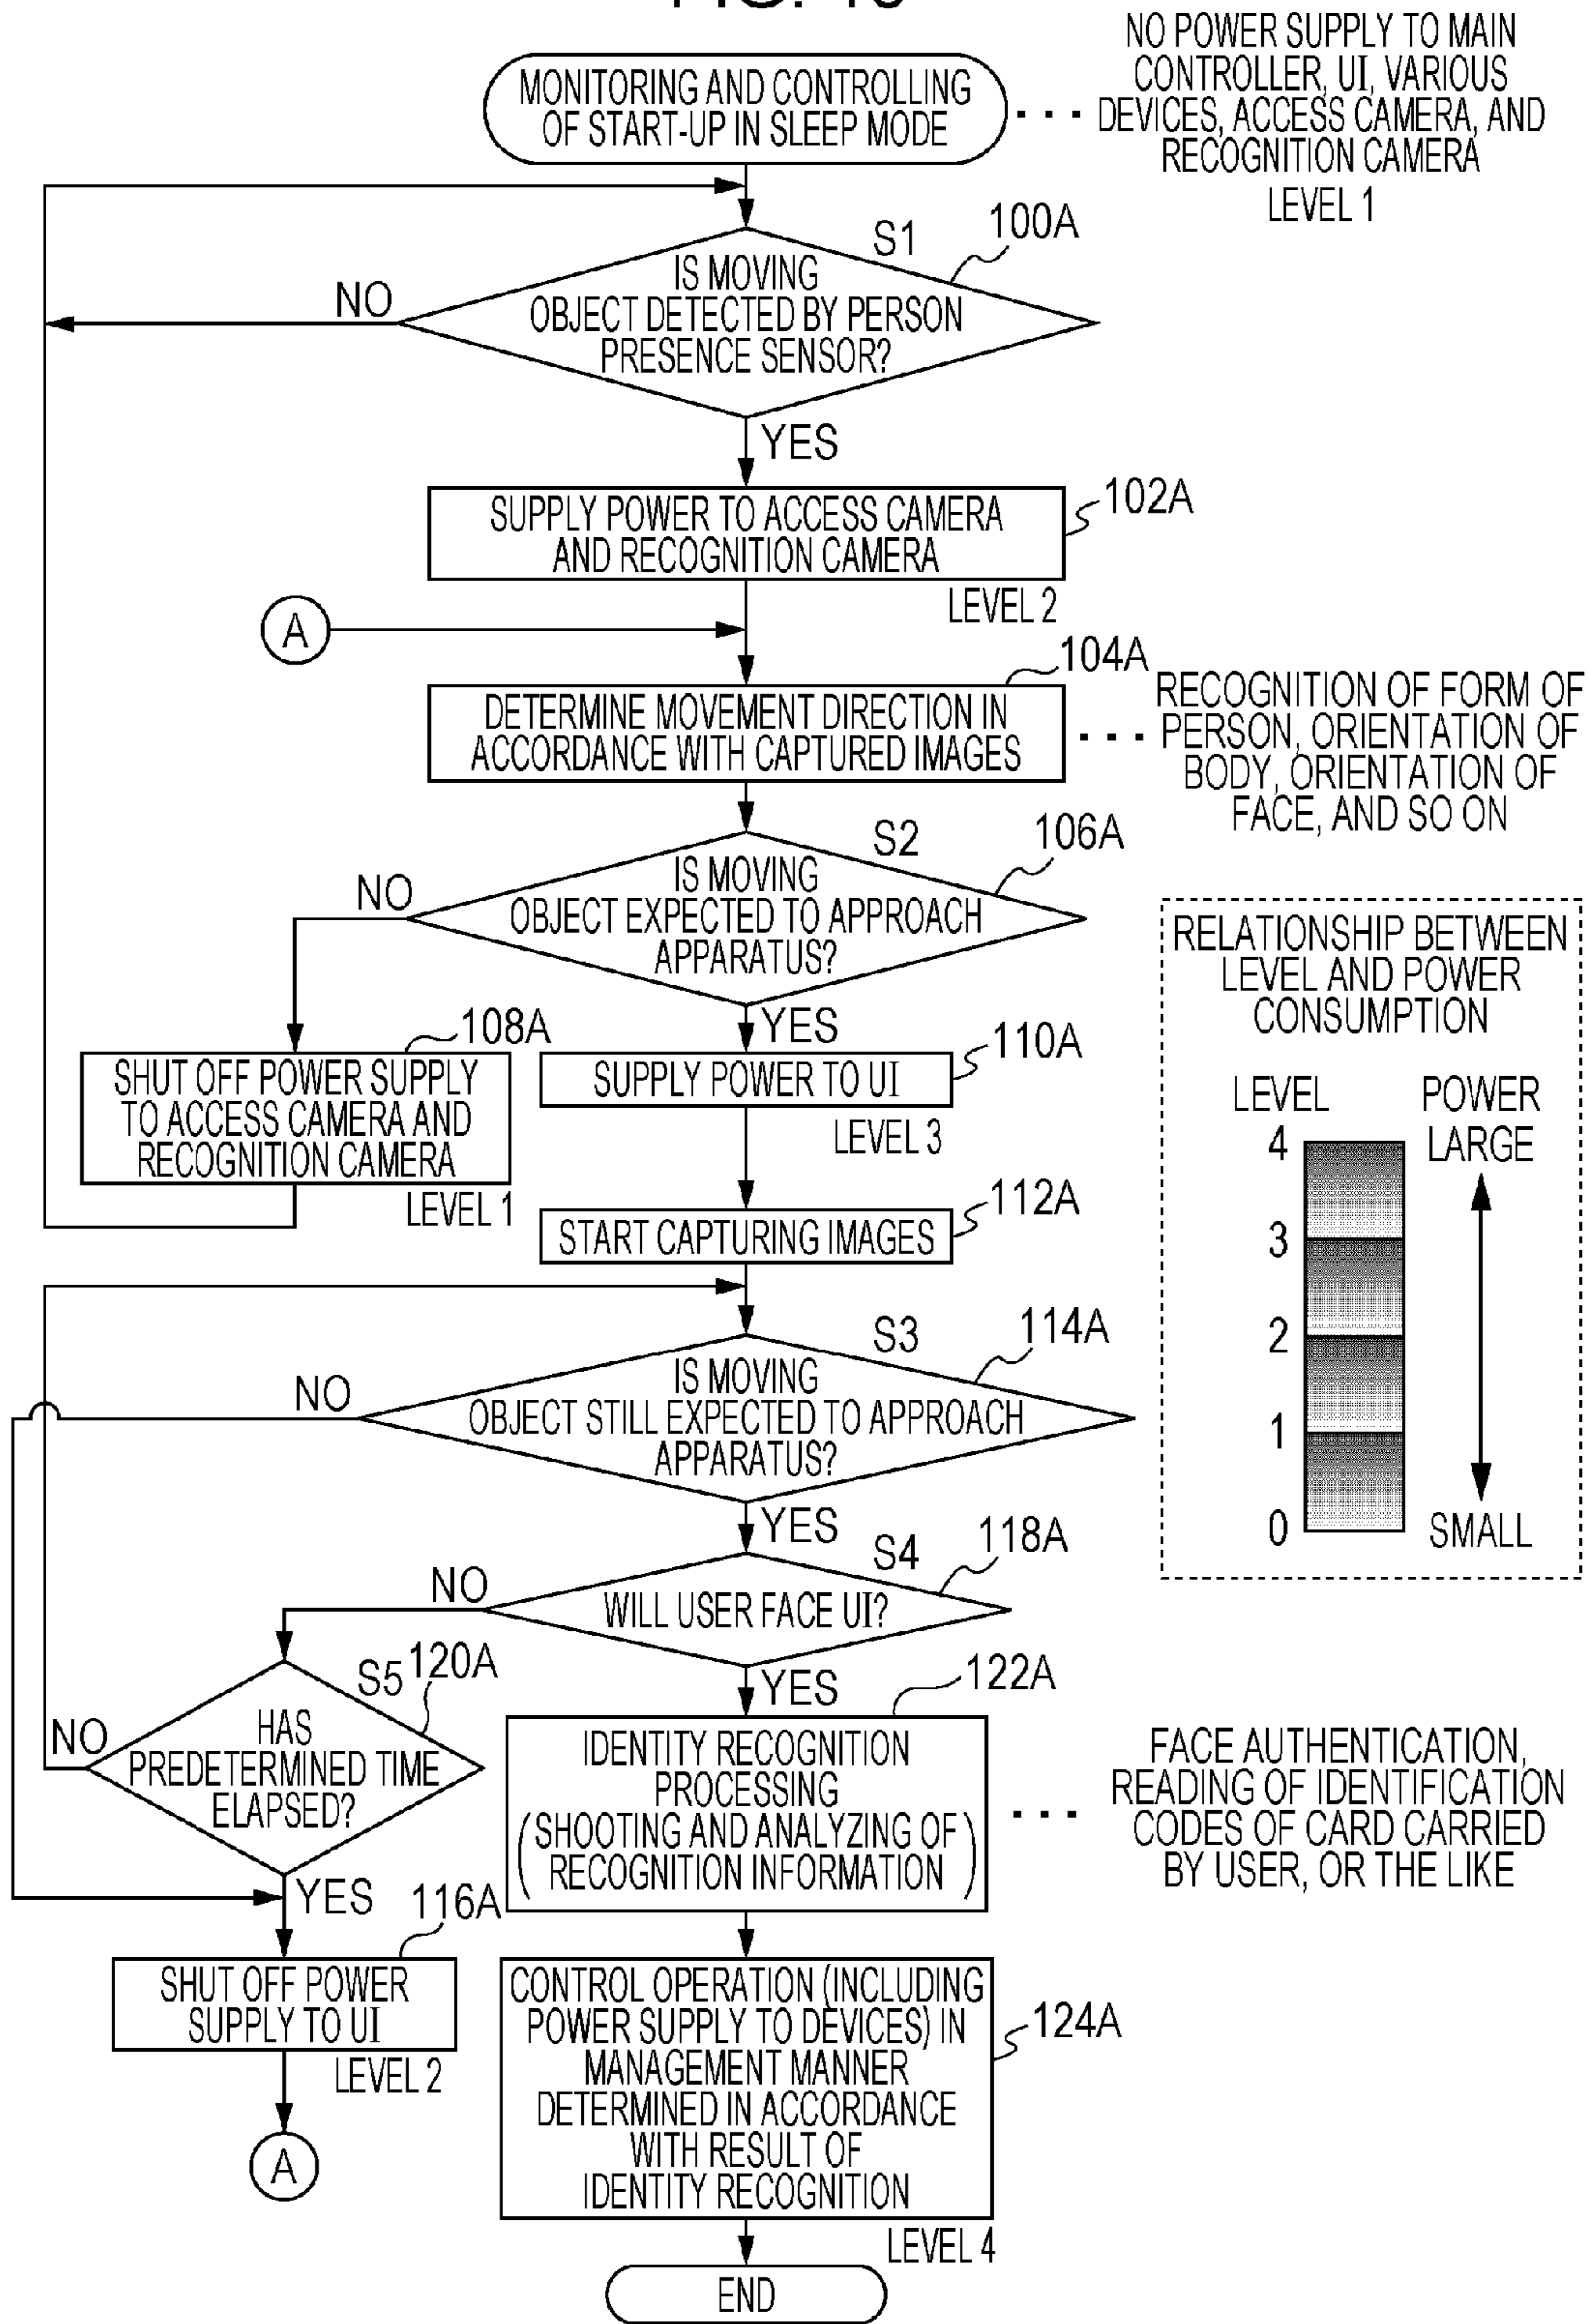 MONITORING AND CONTROLLING
OF START-UP IN SLEEP MODE
. . .
NO POWER SUPPLY TO MAIN
CONTROLLER, UI, VARIOUS
DEVICES, ACCESS CAMERA, AND
RECOGNITION CAMERA
LEVEL 1
S1
100A
IS MOVING
OBJECT DETECTED BY PERSON
PRESENCE SENSOR?
NO
YES
SUPPLY POWER TO ACCESS CAMERA
AND RECOGNITION CAMERA
102A
LEVEL 2
A
104A
DETERMINE MOVEMENT DIRECTION IN
ACCORDANCE WITH CAPTURED IMAGES
. . .
RECOGNITION OF FORM OF
PERSON, ORIENTATION OF
BODY, ORIENTATION OF
FACE, AND SO ON
S2
106A
IS MOVING
OBJECT EXPECTED TO APPROACH
APPARATUS?
NO
YES
108A
SHUT OFF POWER SUPPLY
TO ACCESS CAMERA AND
RECOGNITION CAMERA
LEVEL 1
SUPPLY POWER TO UI
110A
LEVEL 3
START CAPTURING IMAGES
112A
RELATIONSHIP BETWEEN
LEVEL AND POWER
CONSUMPTION
LEVEL
POWER
4
LARGE
3
2
1
0
SMALL
S3
114A
IS MOVING
OBJECT STILL EXPECTED TO APPROACH
APPARATUS?
NO
YES
S4
118A
WILL USER FACE UI?
NO
YES
S5
120A
HAS
PREDETERMINED TIME
ELAPSED?
NO
YES
122A
IDENTITY RECOGNITION
PROCESSING
(SHOOTING AND ANALYZING OF
RECOGNITION INFORMATION)
. . .
FACE AUTHENTICATION,
READING OF IDENTIFICATION
CODES OF CARD CARRIED
BY USER, OR THE LIKE
116A
SHUT OFF POWER
SUPPLY TO UI
LEVEL 2
A
CONTROL OPERATION (INCLUDING
POWER SUPPLY TO DEVICES) IN
MANAGEMENT MANNER
DETERMINED IN ACCORDANCE
WITH RESULT OF
IDENTITY RECOGNITION
124A
LEVEL 4
END